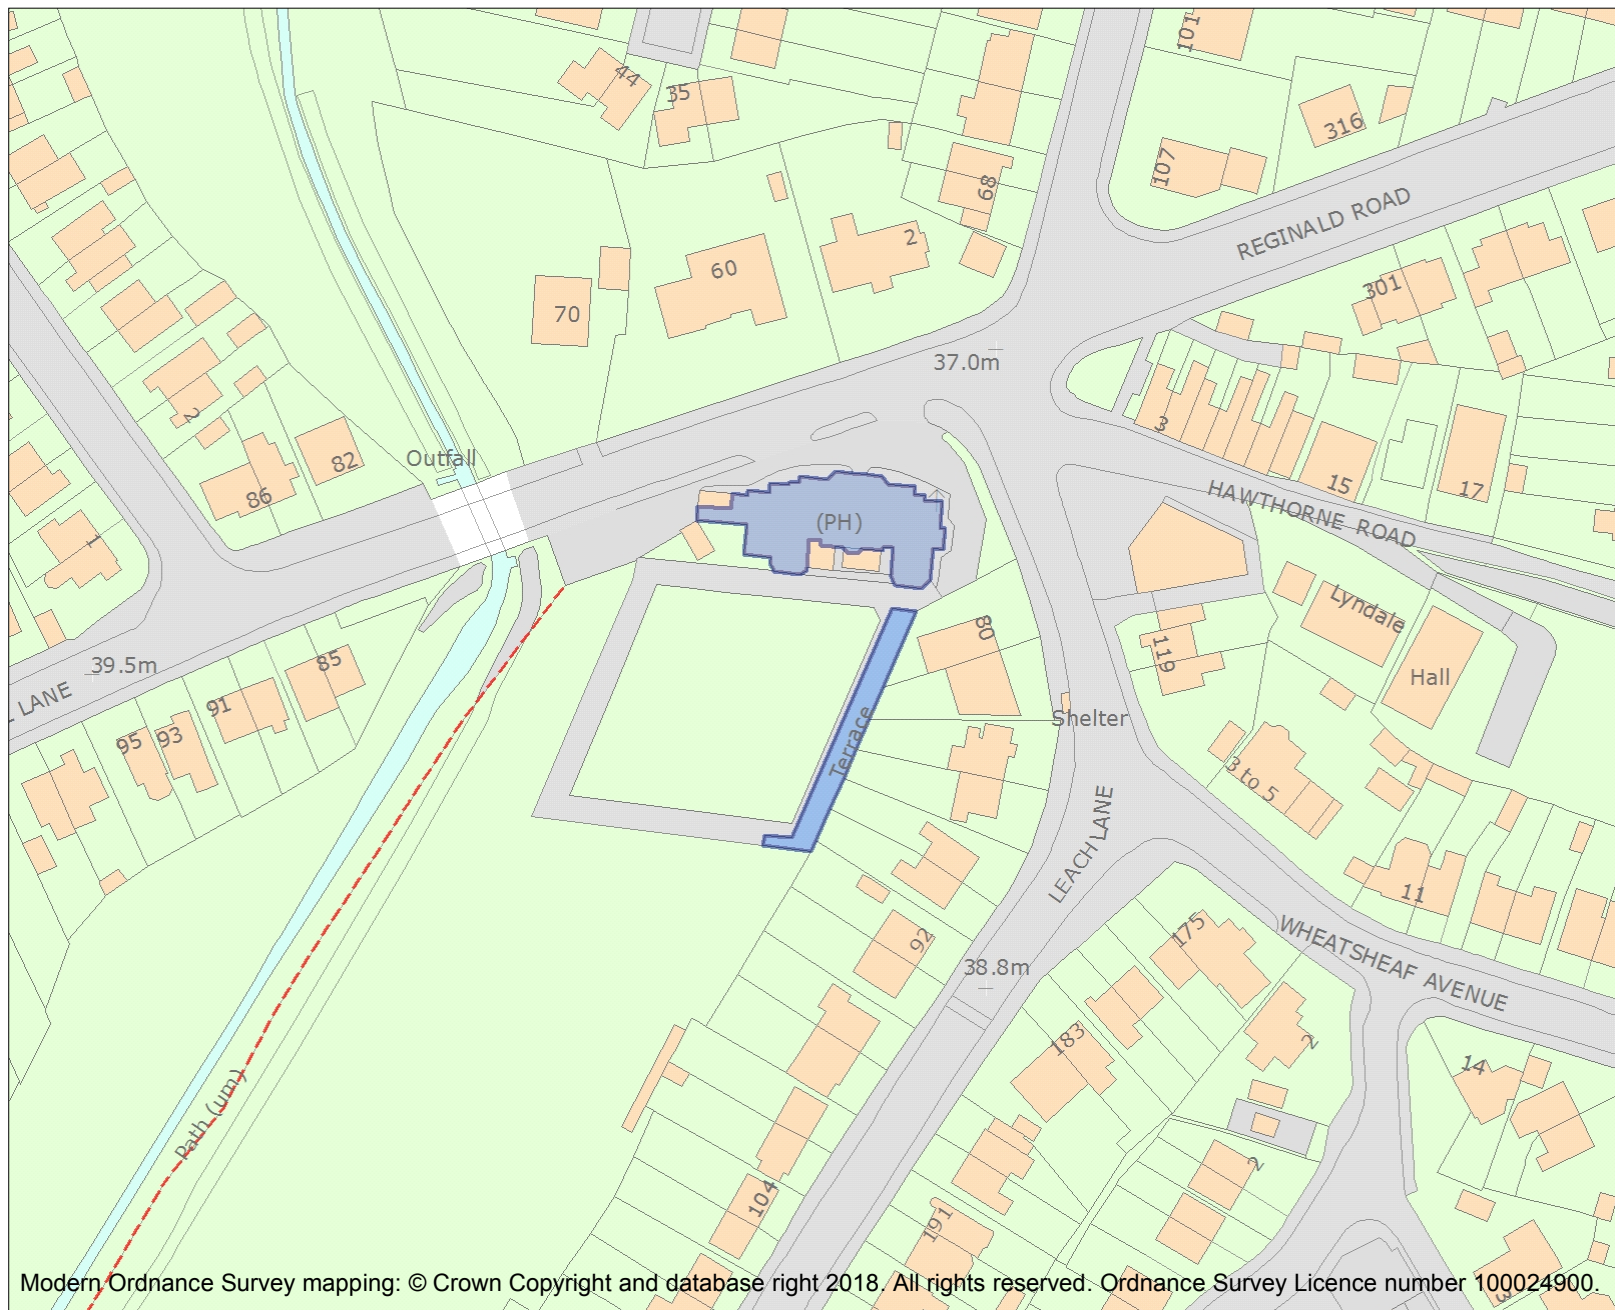 101
44
35
316
107
68
REGINALD ROAD
2
60
301
70
37.0m
2
3
Outfall
82
86
15
17
HAWTHORNE ROAD
(PH)
1
Lyndale
80
119
85
39.5m
Hall
L LANE
91
95
93
Shelter
Terrace
3 to 5
LEACH LANE
11
92
175
WHEATSHEAF AVENUE
38.8m
183
2
14
Path (um)
2
104
191
3
Modern Ordnance Survey mapping: © Crown Copyright and database right 2018. All rights reserved. Ordnance Survey Licence number 100024900.